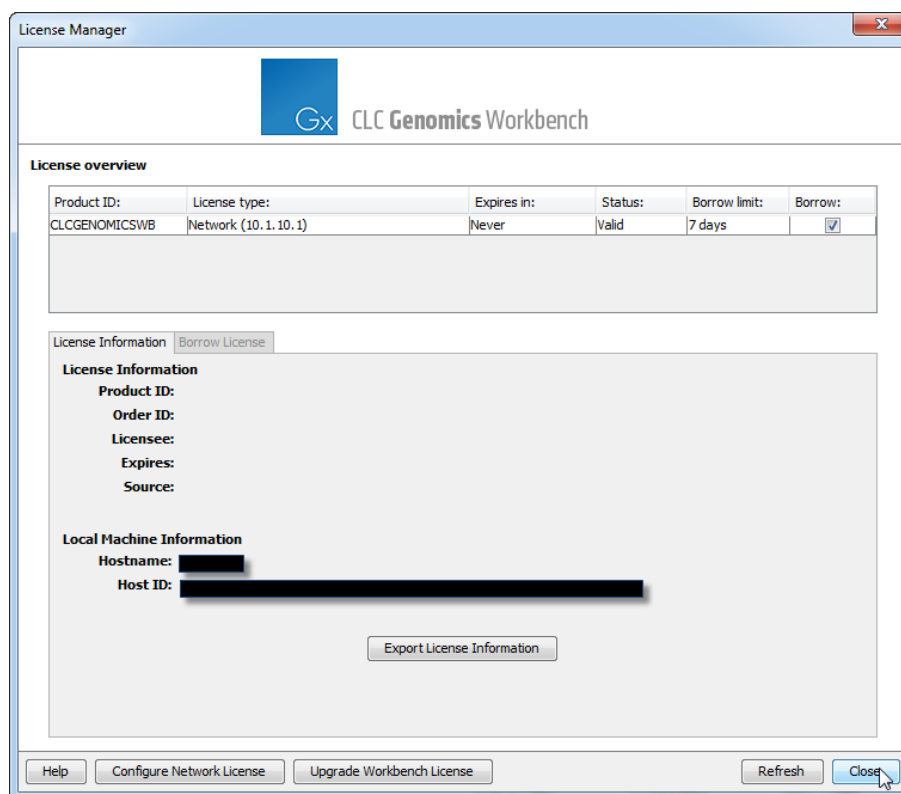 License Manager
Gx CLC Genomics Workbench
License overview
Product ID: License type: Expires in: Status: Borrow limit: Borrow:
CLCGENOMICSWB Network (10.1.10.1) Never Valid 7 days
License Information Borrow License
License Information
Product ID:
Order ID:
Licensee:
Expires:
Source:
Local Machine Information
Hostname:
Host ID:
Export License Information
Help Configure Network License Upgrade Workbench License Refresh Close